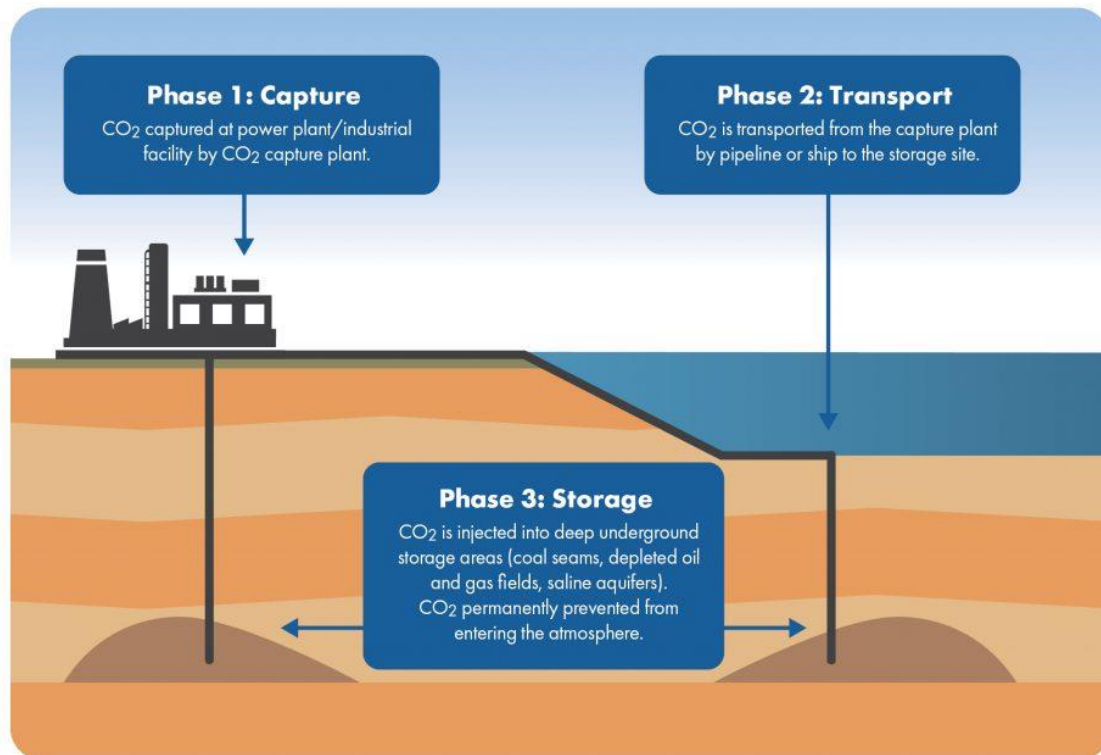 Phase 1: Capture
CO₂ captured at power plant/industrial
facility by CO₂ capture plant.
Phase 2: Transport
CO₂ is transported from the capture plant
by pipeline or ship to the storage site.
Phase 3: Storage
CO₂ is injected into deep underground
storage areas (coal seams, depleted oil
and gas fields, saline aquifers).
CO₂ permanently prevented from
entering the atmosphere.